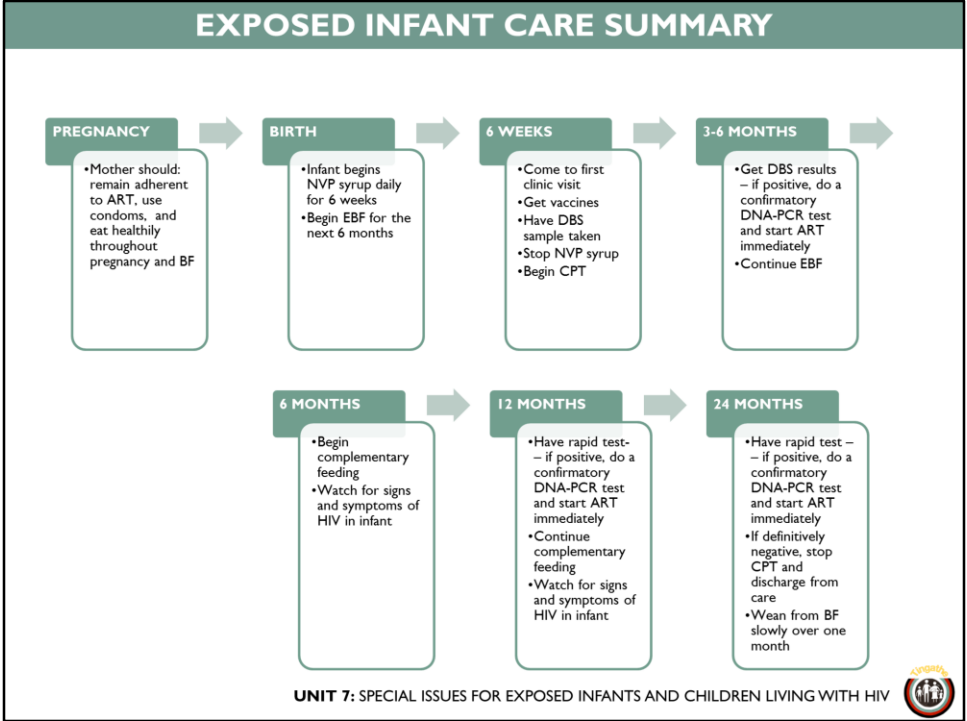 EXPOSED INFANT CARE SUMMARY
PREGNANCY
•Mother should:
remain adherent
to ART, use
condoms, and
eat healthily
throughout
pregnancy and BF
BIRTH
•Infant begins
NVP syrup daily
for 6 weeks
•Begin EBF for the
next 6 months
6 WEEKS
•Come to first
clinic visit
•Get vaccines
•Have DBS
sample taken
•Stop NVP syrup
•Begin CPT
3-6 MONTHS
•Get DBS results
– if positive, do a
confirmatory
DNA-PCR test
and start ART
immediately
•Continue EBF
6 MONTHS
•Begin
complementary
feeding
•Watch for signs
and symptoms of
HIV in infant
12 MONTHS
•Have rapid test-
– if positive, do a
confirmatory
DNA-PCR test
and start ART
immediately
•Continue
complementary
feeding
•Watch for signs
and symptoms of
HIV in infant
24 MONTHS
•Have rapid test –
– if positive, do a
confirmatory
DNA-PCR test
and start ART
immediately
•If definitively
negative, stop
CPT and
discharge from
care
•Wean from BF
slowly over one
month
UNIT 7: SPECIAL ISSUES FOR EXPOSED INFANTS AND CHILDREN LIVING WITH HIV
Tingathe